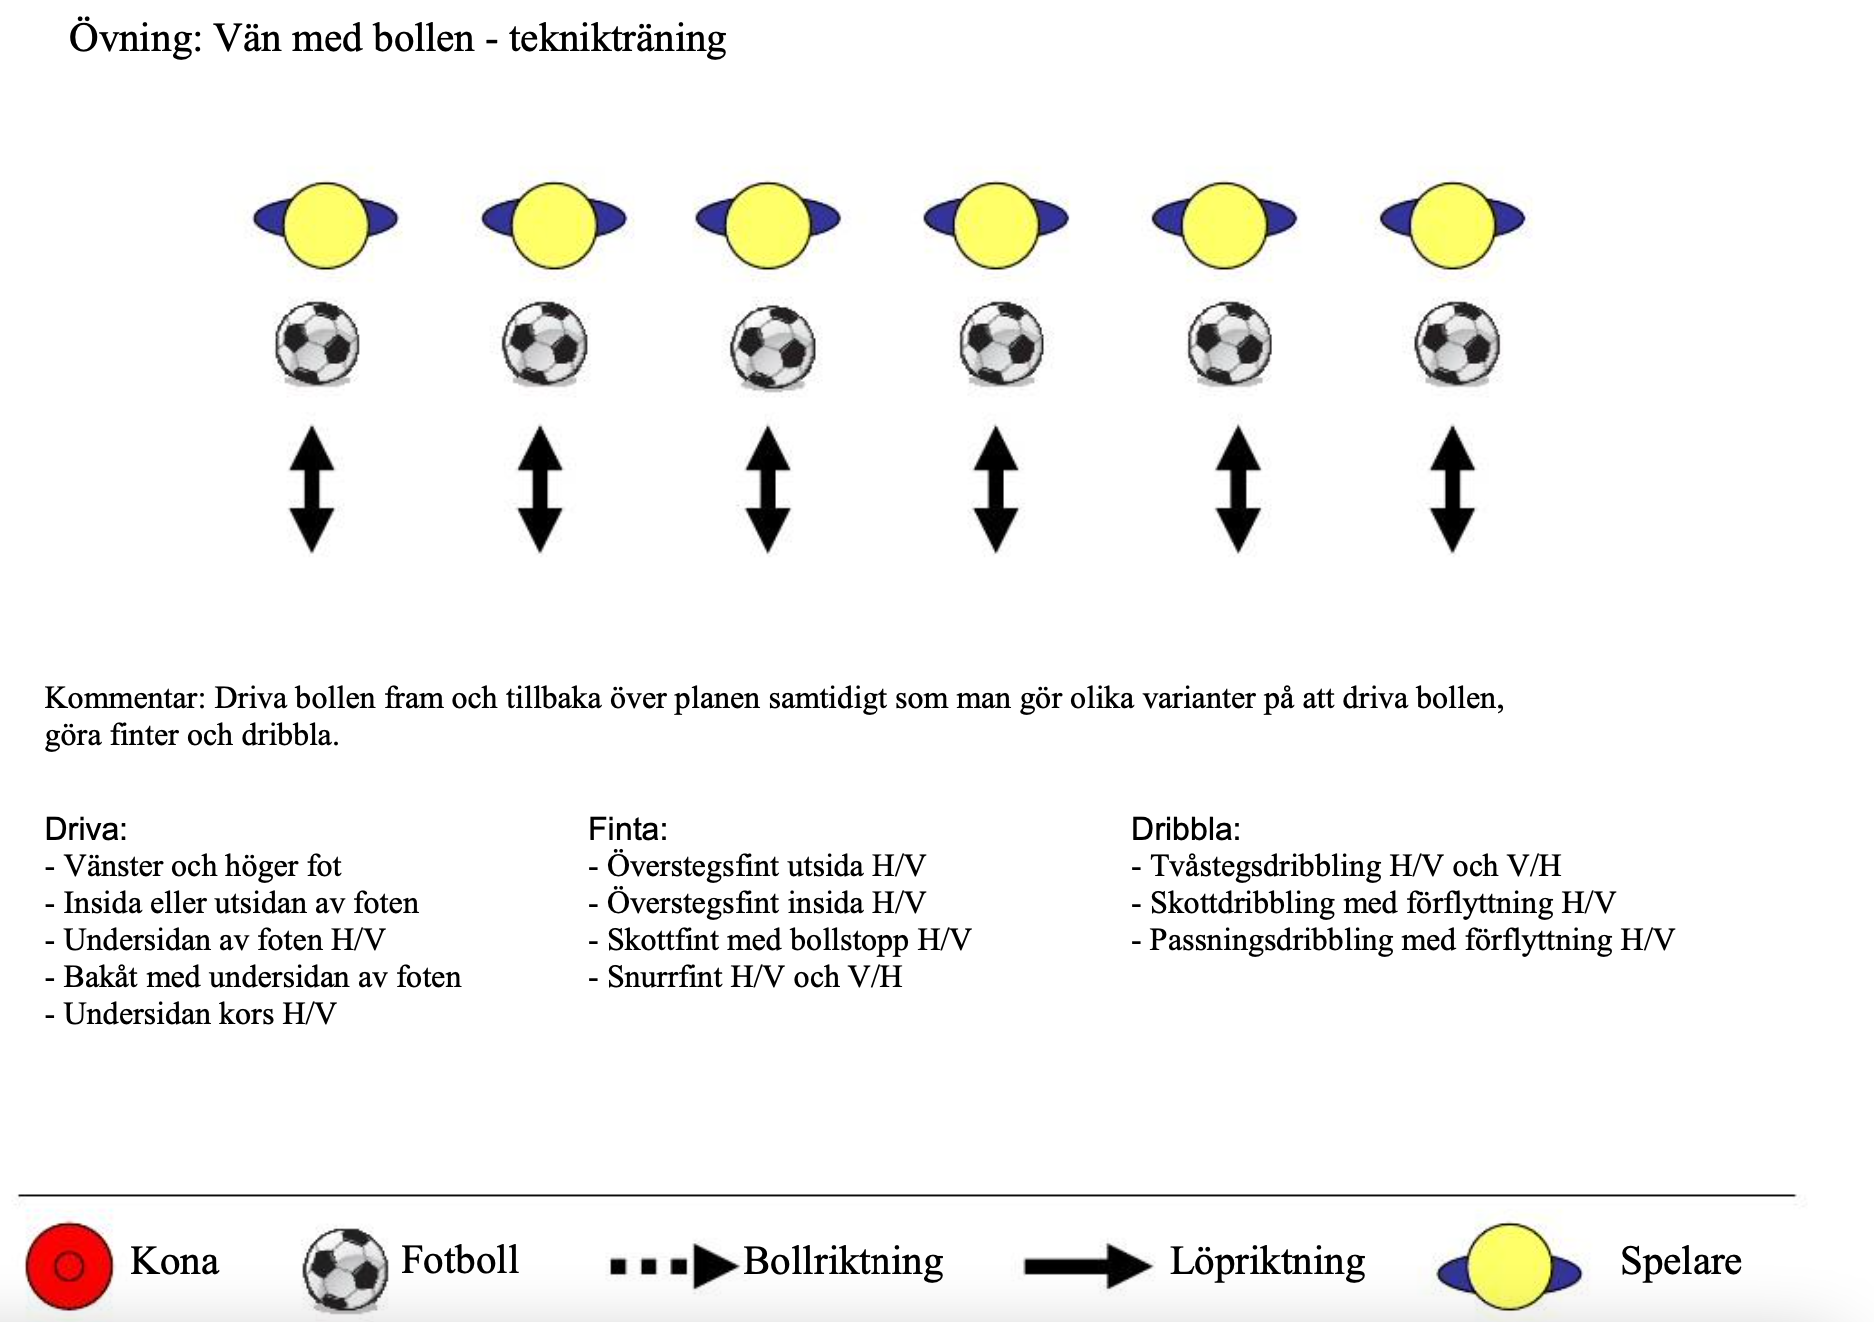 Övning: Vän med bollen - teknikträning
Kommentar: Driva bollen fram och tillbaka över planen samtidigt som man gör olika varianter på att driva bollen,
göra finter och dribbla.
Driva:
- Vänster och höger fot
- Insida eller utsidan av foten
- Undersidan av foten H/V
- Bakåt med undersidan av foten
- Undersidan kors H/V
Finta:
- Överstegsfint utsida H/V
- Överstegsfint insida H/V
- Skottfint med bollstopp H/V
- Snurrfint H/V och V/H
Dribbla:
- Tvåstegsdribbling H/V och V/H
- Skottdribbling med förflyttning H/V
- Passningsdribbling med förflyttning H/V
Kona
Fotboll
Bollriktning
Löpriktning
Spelare